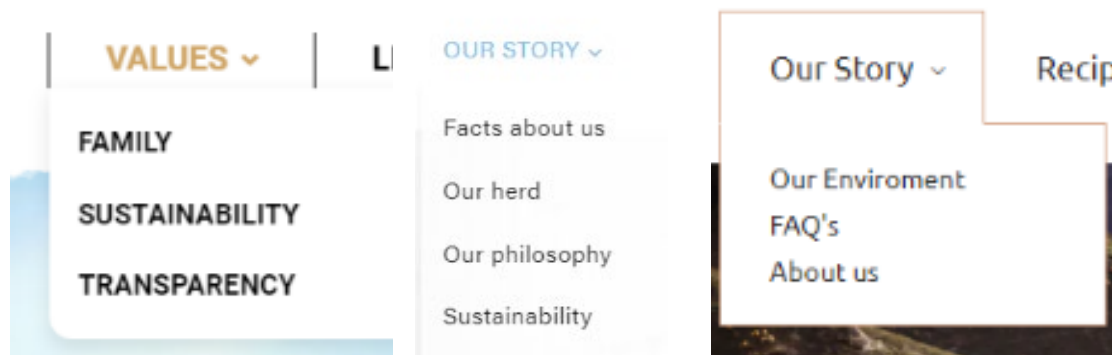 VALUES
FAMILY
SUSTAINABILITY
TRANSPARENCY
OUR STORY
Facts about us
Our herd
Our philosophy
Sustainability
Our Story
Recip
Our Enviroment
FAQ's
About us